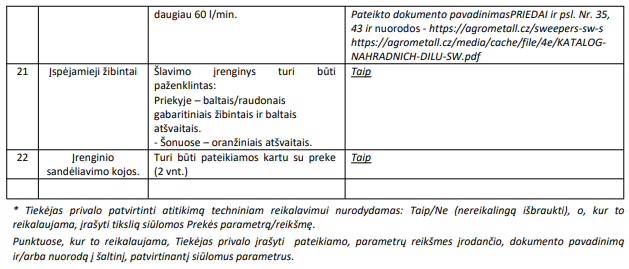 daugiau 60 l/min.
Pateikto dokumento pavadinimasPRIEDAI ir psl. Nr. 35,
43 ir nuorodos - https://agrometall.cz/sweepers-sw-s
https://agrometall.cz/media/cache/file/4e/KATALOG-
NAHRADNICH-DILU-SW.pdf
21
Įspėjamieji žibintai
Šlavimo įrenginys turi būti
paženklintas:
Priekyje – baltais/raudonais
gabaritiniais žibintais ir baltais
atšvaitais.
- Šonuose – oranžiniais atšvaitais.
Taip
22
Įrenginio
sandėliavimo kojos.
Turi būti pateikiamos kartu su preke
(2 vnt.)
Taip
* Tiekėjas privalo patvirtinti atitikimą techniniam reikalavimui nurodydamas: Taip/Ne (nereikalingą išbraukti), o, kur to
reikalaujama, įrašyti tikslią siūlomos Prekės parametrą/reikšmę.
Punktuose, kur to reikalaujama, Tiekėjas privalo įrašyti pateikiamo, parametrų reikšmes įrodančio, dokumento pavadinimą
ir/arba nuorodą į šaltinį, patvirtinantį siūlomus parametrus.